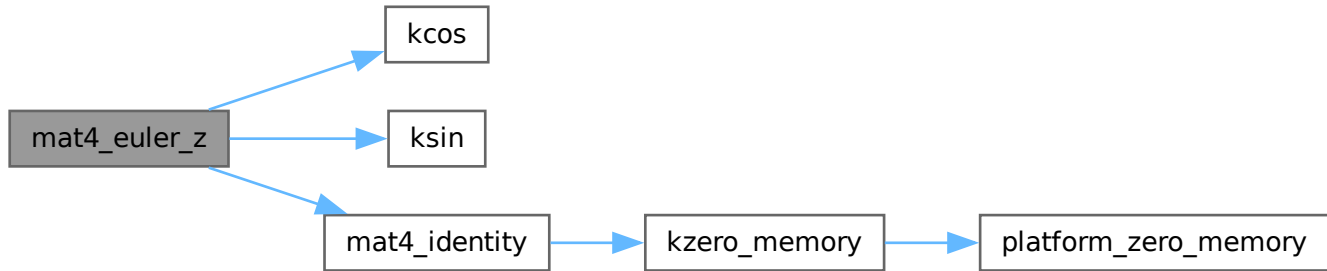 kcos
mat4_euler_z
ksin
mat4_identity
kzero_memory
platform_zero_memory